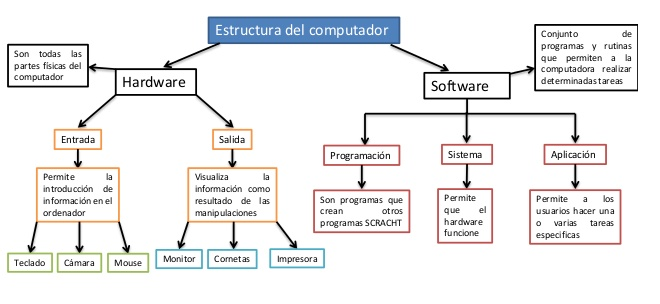 Estructura del computador
Son todas las
partes físicas del
computador
Hardware
Software
Conjunto de
programas y rutinas
que permiten a la
computadora realizar
determinadas tareas
Entrada
Salida
Programación
Sistema
Aplicación
Permite la
introducción de
información en el
ordenador
Visualiza la
información como
resultado de las
manipulaciones
Son programas que
crean otros
programas SCRACHT
Permite
que el
hardware
funcione
Permite a los
usuarios hacer una
o varias tareas
especificas
Teclado
Cámara
Mouse
Monitor
Cornetas
Impresora